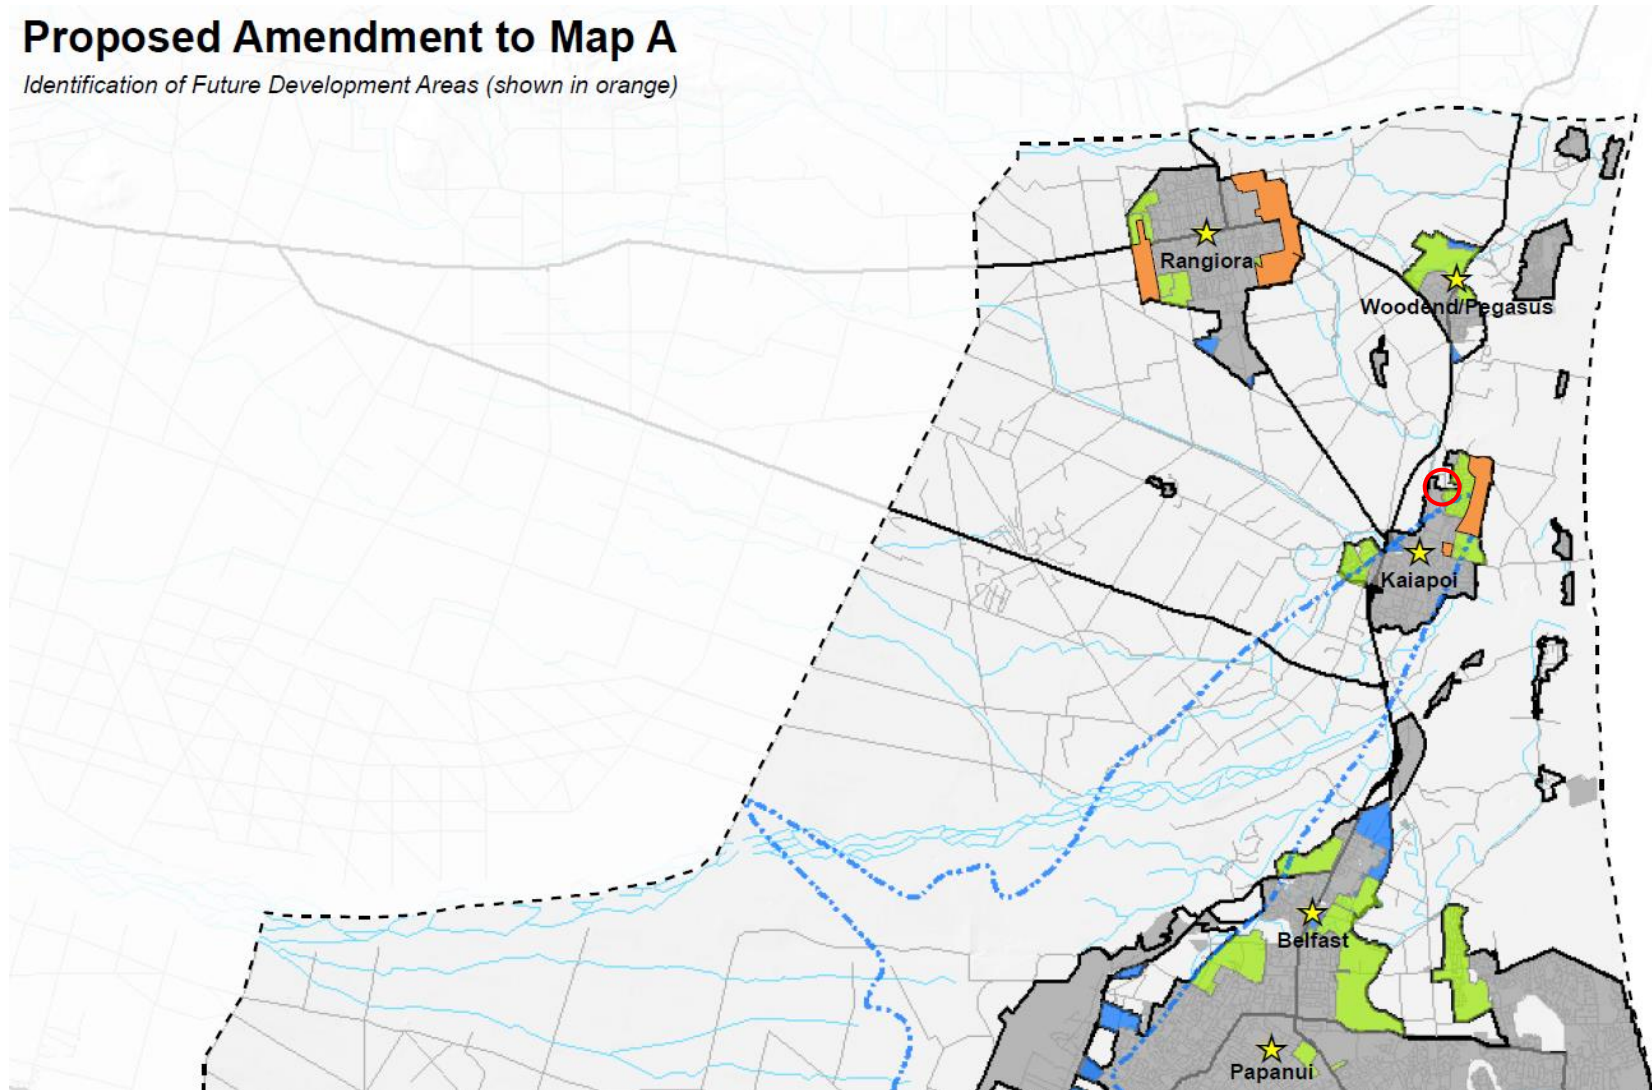 Proposed Amendment to Map A
Identification of Future Development Areas (shown in orange)
Rangiora
Woodend/Pegasus
Kaiapoi
Belfast
Papanui